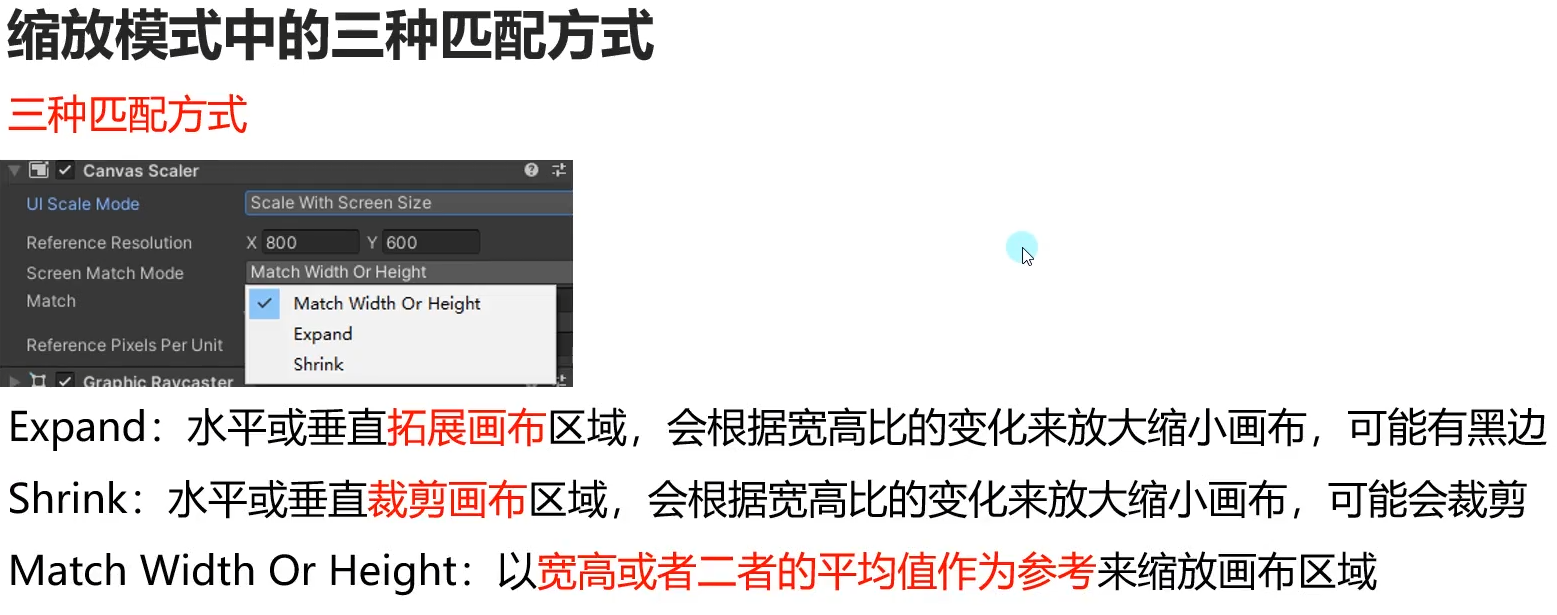 缩放模式中的三种匹配方式
三种匹配方式
Canvas Scaler
UI Scale Mode Scale With Screen Size
Reference Resolution X 800 Y 600
Screen Match Mode Match Width Or Height
Match
Match Width Or Height
Expand
Reference Pixels Per Unit
Shrink
Graphic Raycaster
Expand：水平或垂直拓展画布区域，会根据宽高比的变化来放大缩小画布，可能有黑边
Shrink：水平或垂直裁剪画布区域，会根据宽高比的变化来放大缩小画布，可能会裁剪
Match Width Or Height：以宽高或者二者的平均值作为参考来缩放画布区域